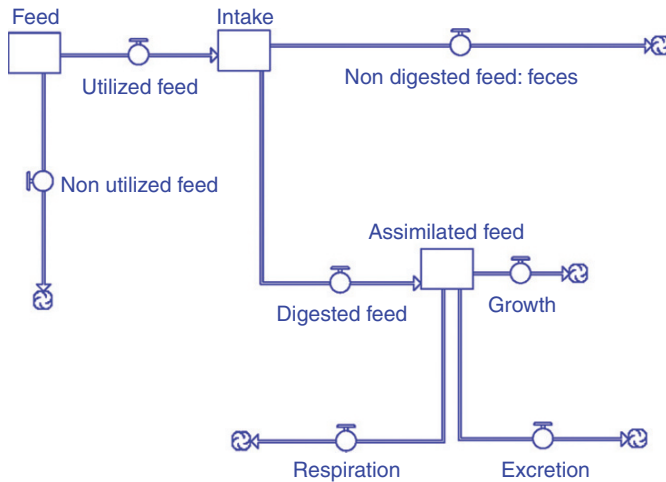 Feed
Intake
Utilized feed
Non digested feed: feces
Non utilized feed
Assimilated feed
Digested feed
Growth
Respiration
Excretion